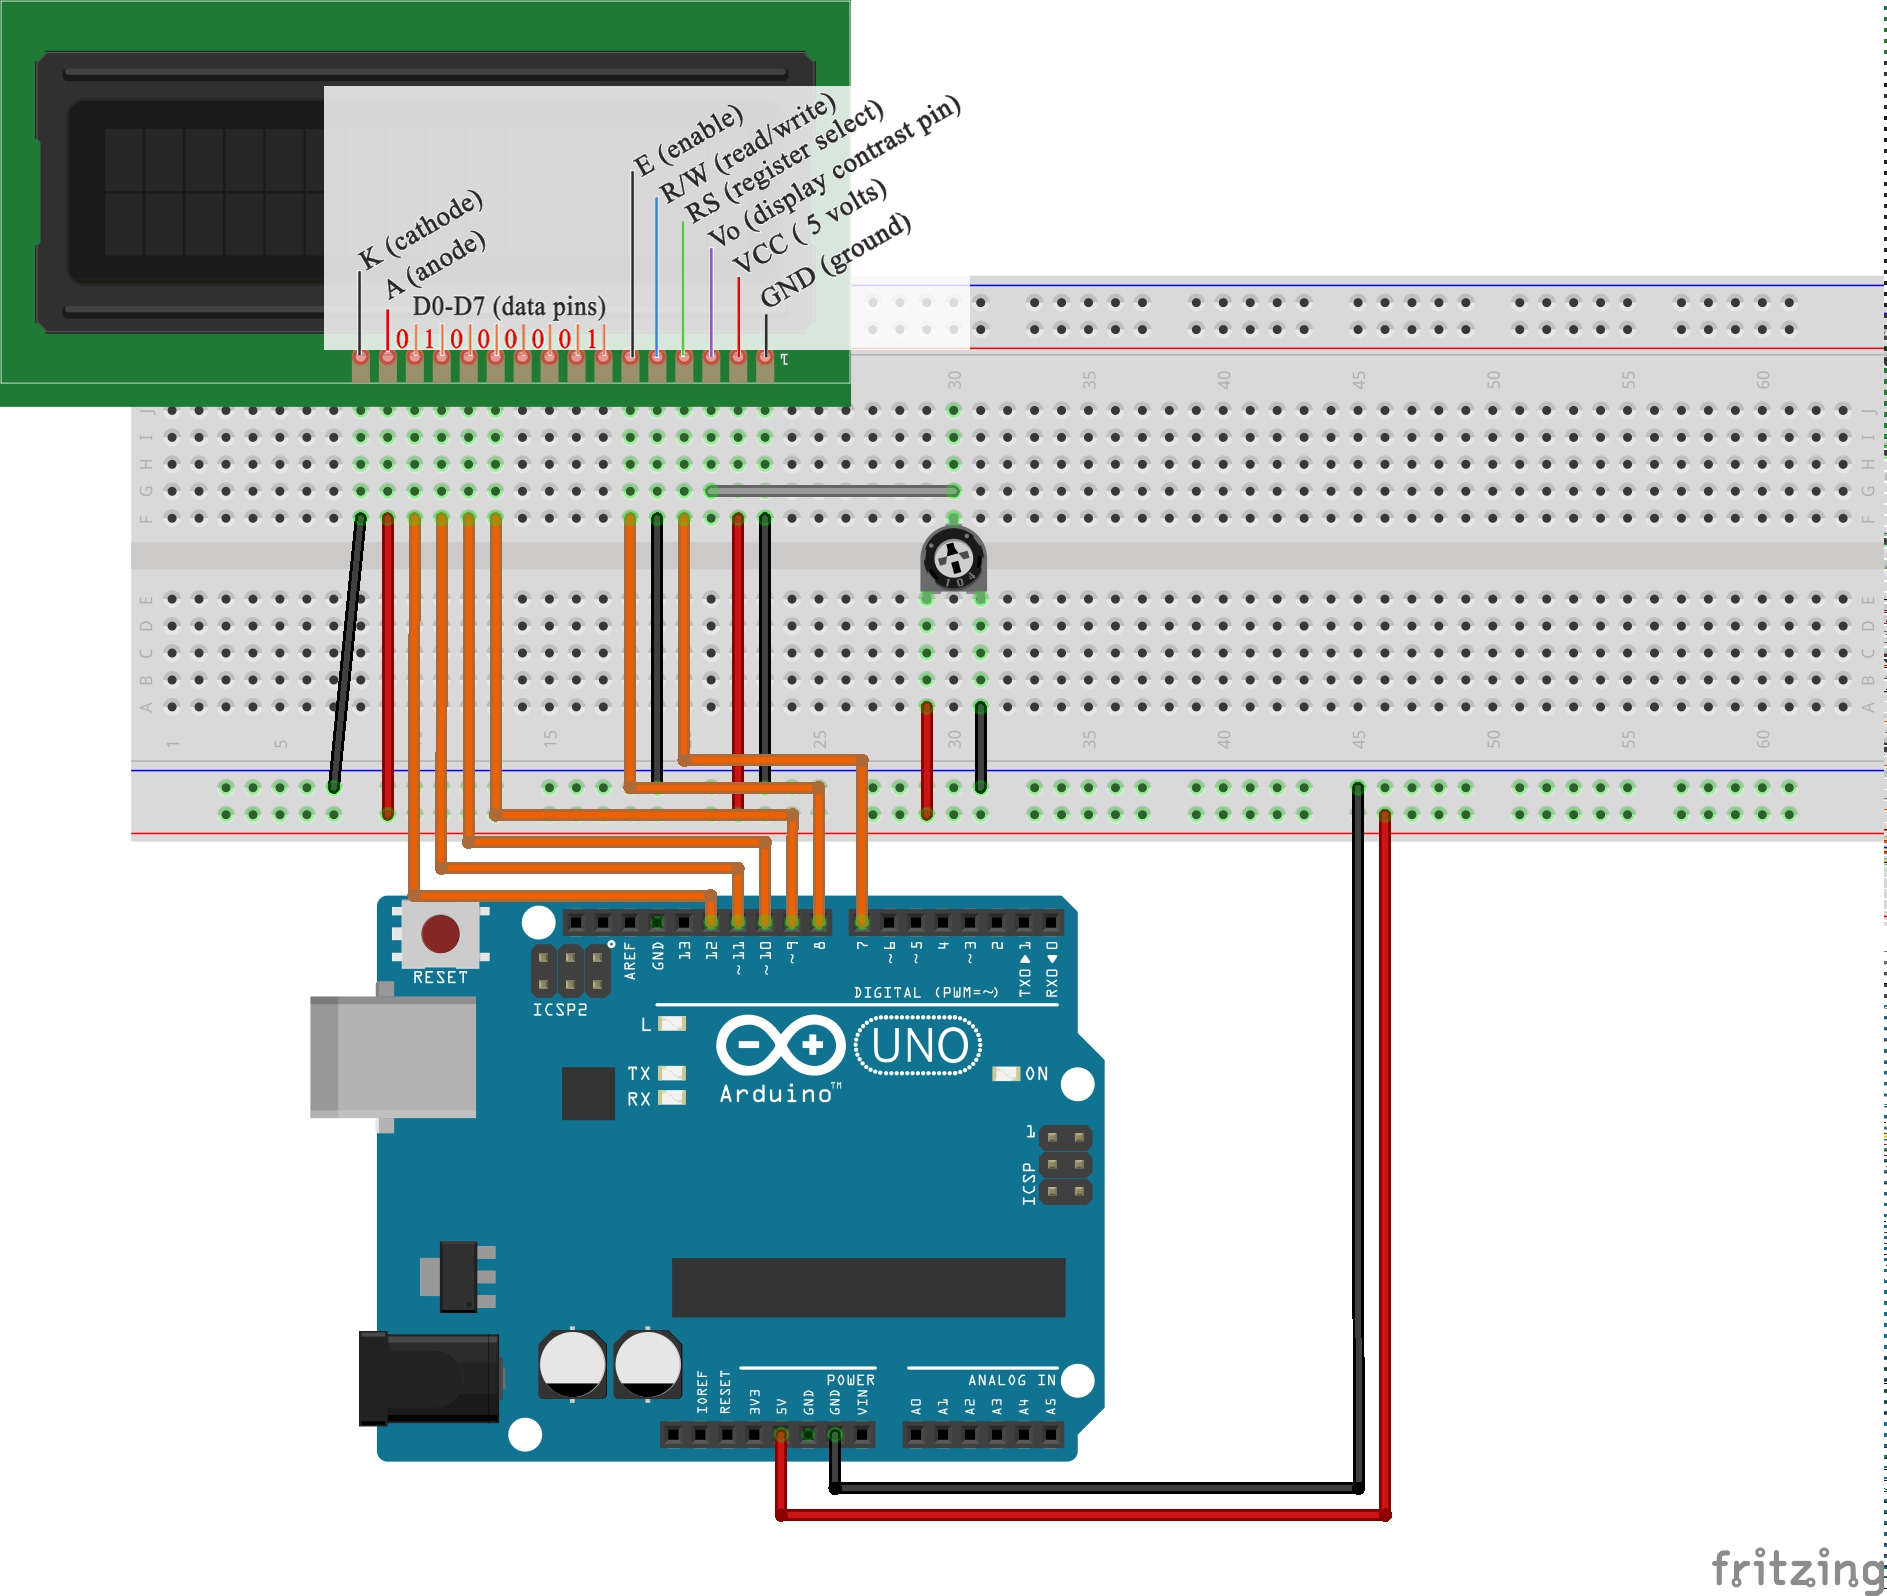 E (enable)
R/W (read/write)
RS (register select)
Vo (display contrast pin)
VCC ( 5 volts)
GND (ground)
K (cathode)
A (anode)
D0-D7 (data pins)
0 1 0 0 0 0 0 1
1
30 35 40 45 50 55 60
J J
I I
H H
G G
F F
E E
D D
C C
B B
A A
1 5 15 25 30 35 40 45 50 55 60
104
RESET
ICSP2
AREF
GND
13
12
~11
~10
~9
8
7
~6
~5
4
~3
2
TX0▶1
RX0◀0
DIGITAL (PWM=~)
L
TX
RX
UNO
ON
Arduino™
1
ICSP
IOREF
RESET
3V3
5V
GND
GND
VIN
POWER
ANALOG IN
A0
A1
A2
A3
A4
A5
fritzing